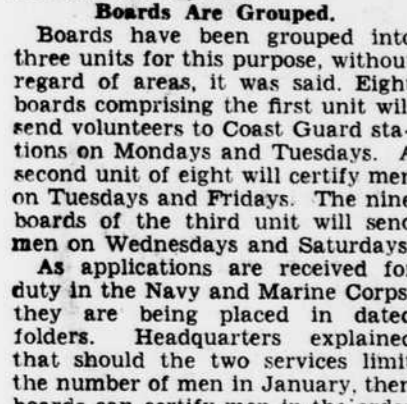 Boards Are Grouped.
Boards have been grouped into
three units for this purpose, without
regard of areas, it was said. Eight
boards comprising the first unit will
send volunteers to Coast Guard sta-
tions on Mondays and Tuesdays. A
second unit of eight will certify men
on Tuesdays and Fridays. The nine
boards of the third unit will send
men on Wednesdays and Saturdays
As applications are received for
duty in the Navy and Marine Corps
they are being placed in dated
folders. Headquarters explained
that should the two services limit
the number of men in January, then
boards can certify men in